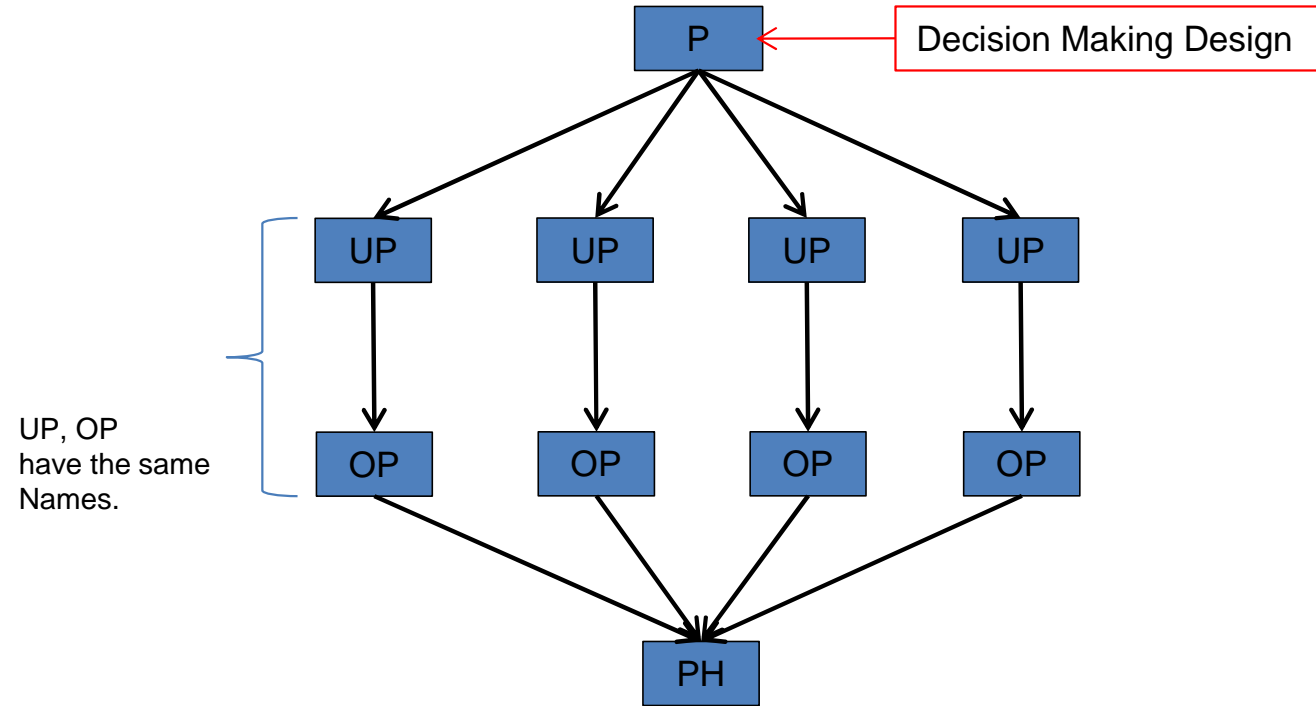 P
Decision Making Design
UP
UP
UP
UP
UP, OP
have the same
Names.
OP
OP
OP
OP
PH